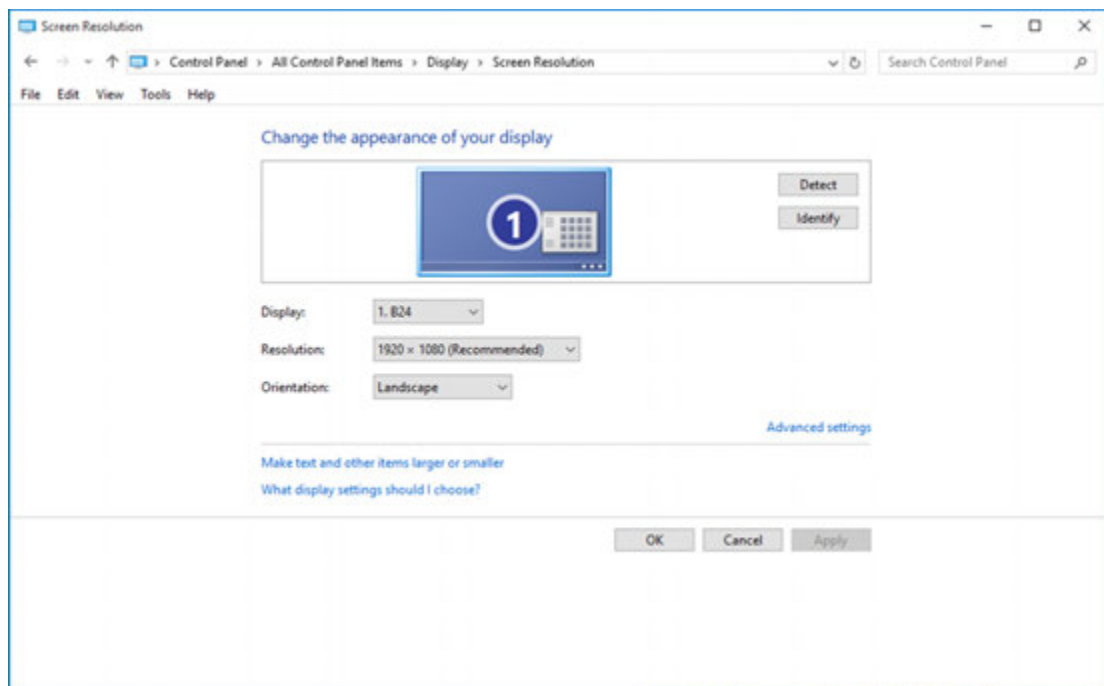 Screen Resolution
Control Panel > All Control Panel Items > Display > Screen Resolution
Search Control Panel
File Edit View Tools Help
Change the appearance of your display
1
Detect
Identify
Display: 1. B24
Resolution: 1920 × 1080 (Recommended)
Orientation: Landscape
Advanced settings
Make text and other items larger or smaller
What display settings should I choose?
OK Cancel Apply